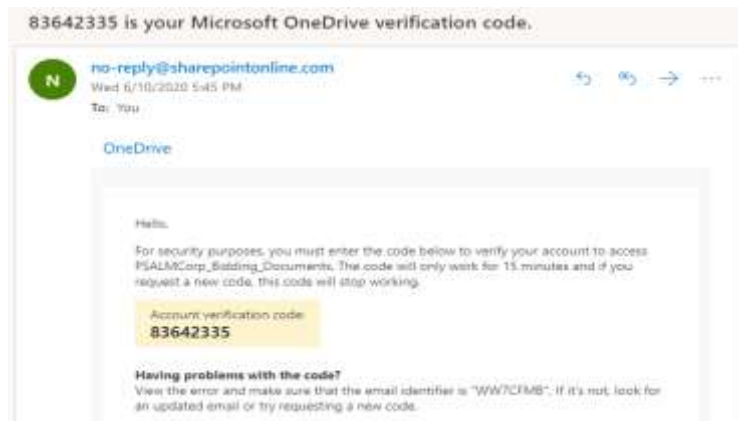 83642335 is your Microsoft OneDrive verification code.
N
no-reply@sharepointonline.com
Wed 6/10/2020 5:45 PM
To: You
OneDrive
Hello,
For security purposes, you must enter the code below to verify your account to access
PSALMCorp_Bidding_Documents. The code will only work for 15 minutes and if you
request a new code, this code will stop working.
Account verification code:
83642335
Having problems with the code?
View the error and make sure that the email identifier is "WW7CFMB". If it's not, look for
an updated email or try requesting a new code.